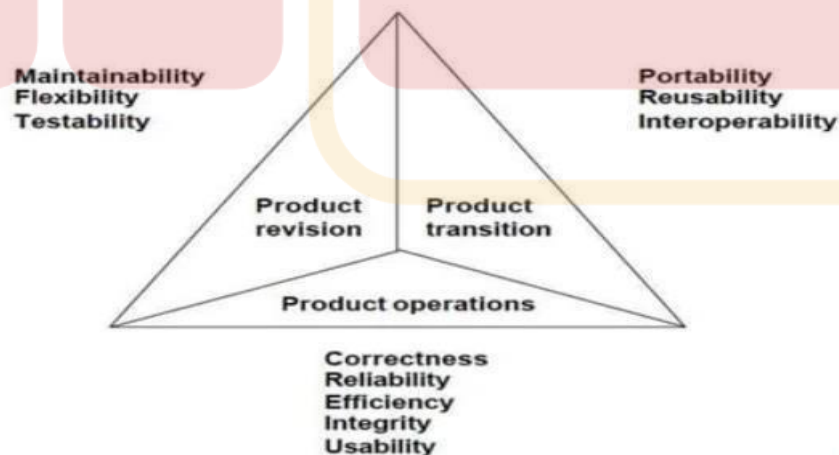 Maintainability
Flexibility
Testability
Portability
Reusability
Interoperability
Product
revision
Product
transition
Product operations
Correctness
Reliability
Efficiency
Integrity
Usability